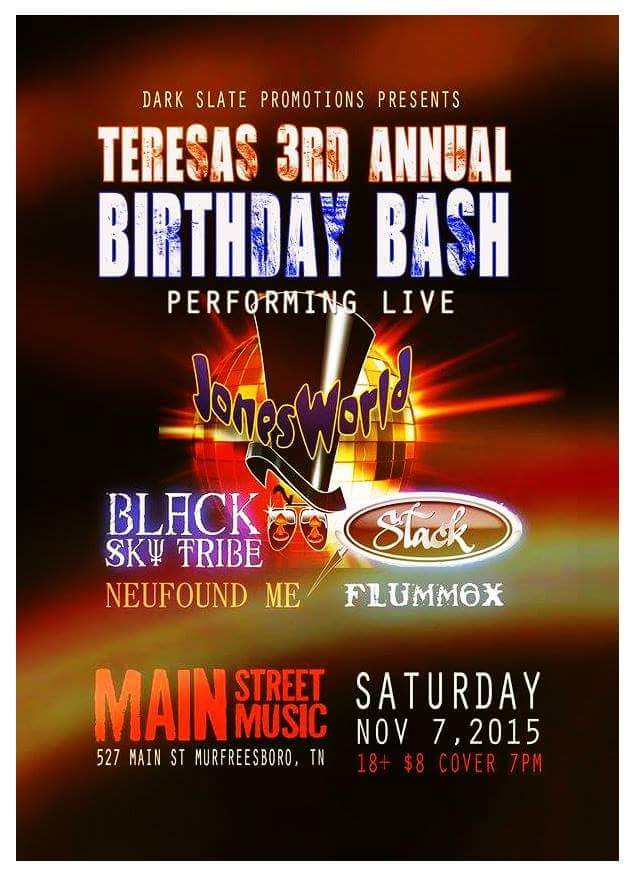 DARK SLATE PROMOTIONS PRESENTS
TERESAS 3RD ANNUAL
BIRTHDAY BASH
PERFORMING LIVE
JonesWorld
BLACK
SKY TRIBE
Stack
NEUFOUND ME
FLUMMOX
MAIN STREET MUSIC
527 MAIN ST MURFREESBORO, TN
SATURDAY
NOV 7,2015
18+ $8 COVER 7PM